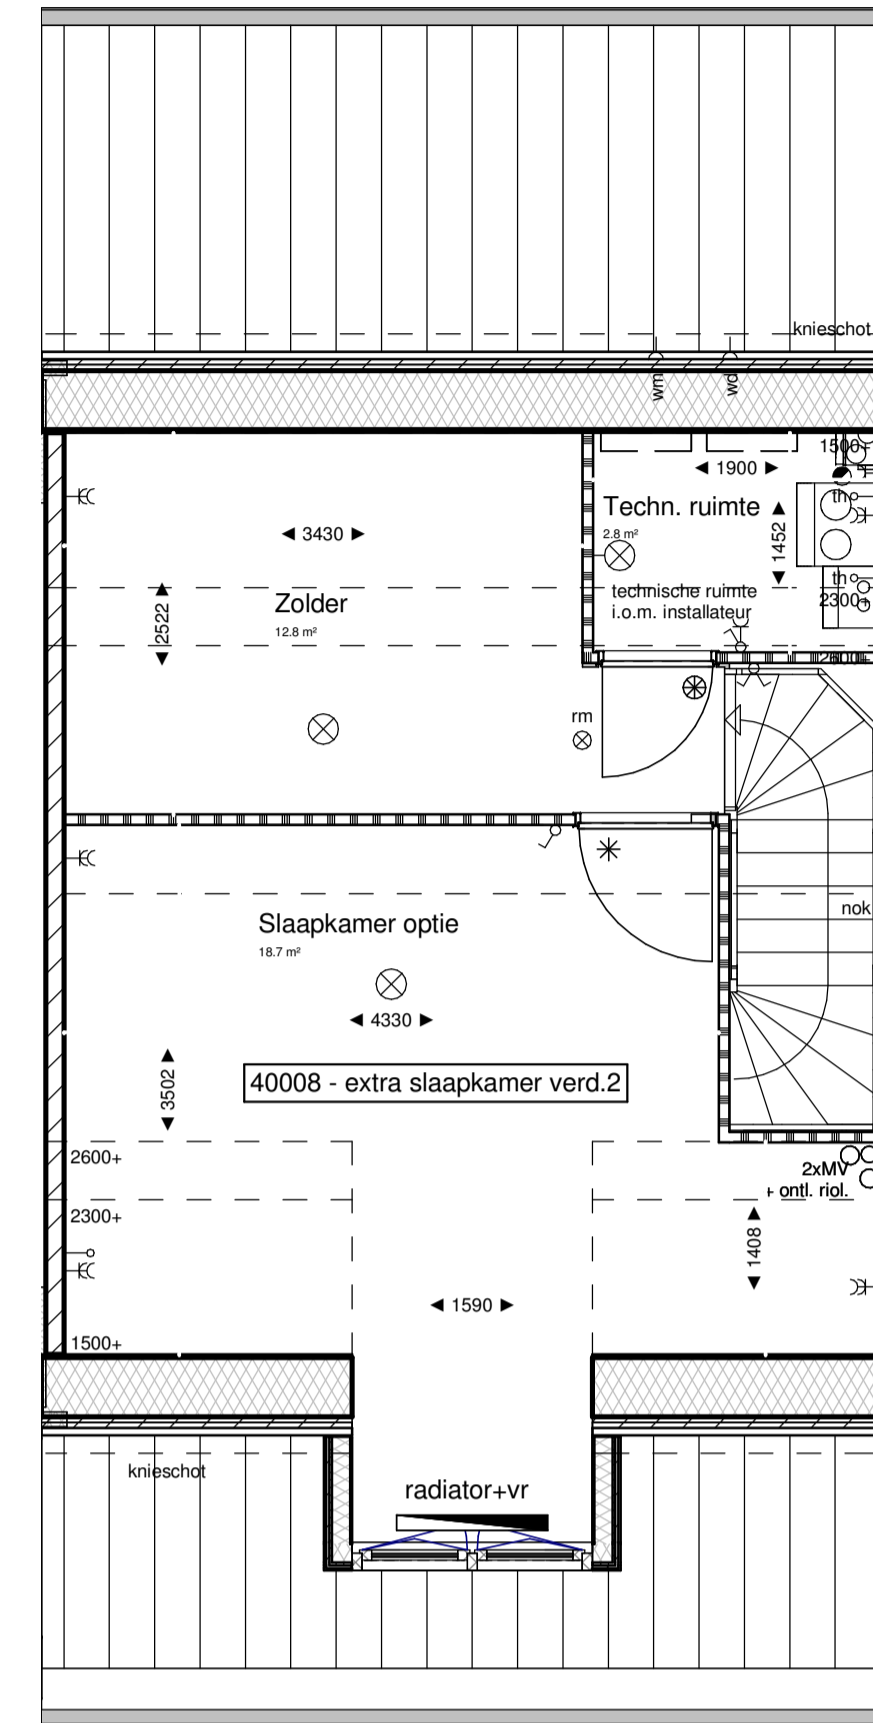 knieschot
wm
wd
1500+
◄ 1900 ►
th
Techn. ruimte
2.8 m²
◄ 1452 ►
◄ 3430 ►
th
technische ruimte
i.o.m. installateur
2300+
Zolder
12.8 m²
◄ 2522 ►
2600+
rm
nok
Slaapkamer optie
18.7 m²
◄ 4330 ►
◄ 3502 ►
40008 - extra slaapkamer verd.2
2600+
2xMV
+ ontl. riol.
2300+
◄ 1408 ►
◄ 1590 ►
1500+
knieschot
radiator+vr